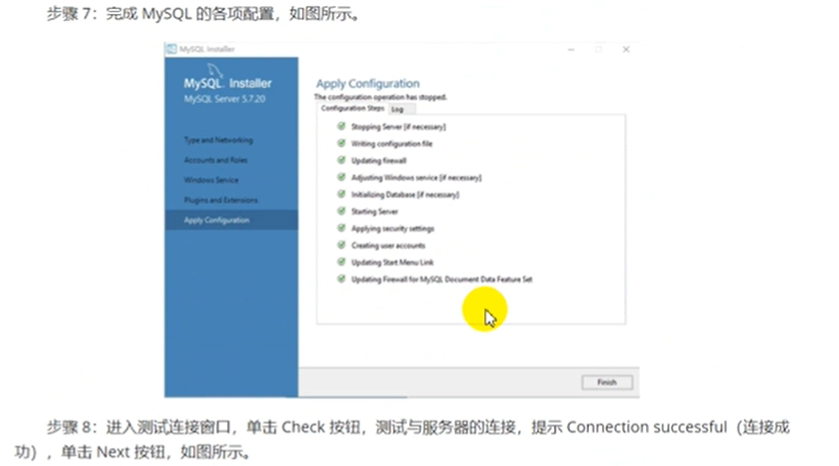 步骤 7：完成 MySQL 的各项配置，如图所示。
MySQL Installer
MySQL. Installer
MySQL Server 5.7.20
Type and Networking
Accounts and Roles
Windows Service
Plugins and Extensions
Apply Configuration
Apply Configuration
The configuration operation has stopped.
Configuration Steps Log
Stopping Server [if necessary]
Writing configuration file
Updating firewall
Adjusting Windows service [if necessary]
Initializing Database [if necessary]
Starting Server
Applying security settings
Creating user accounts
Updating Start Menu Link
Updating Firewall for MySQL Document Data Feature Set
Finish
步骤 8：进入测试连接窗口，单击 Check 按钮，测试与服务器的连接，提示 Connection successful（连接成
功），单击 Next 按钮，如图所示。